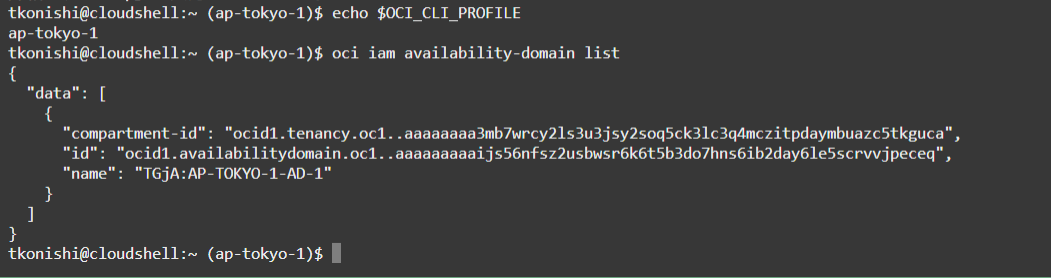 tkonishi@cloudshell:~ (ap-tokyo-1)$ echo $OCI_CLI_PROFILE
ap-tokyo-1
tkonishi@cloudshell:~ (ap-tokyo-1)$ oci iam availability-domain list
{
  "data": [
    {
      "compartment-id": "ocid1.tenancy.oc1..aaaaaaaa3mb7wrcy2ls3u3jsy2soq5ck3lc3q4mczitpdaymbuazc5tkguca",
      "id": "ocid1.availabilitydomain.oc1..aaaaaaaaaijs56nfsz2usbwsr6k6t5b3do7hns6ib2day6le5scrvvjpeceq",
      "name": "TGjA:AP-TOKYO-1-AD-1"
    }
  ]
}
tkonishi@cloudshell:~ (ap-tokyo-1)$